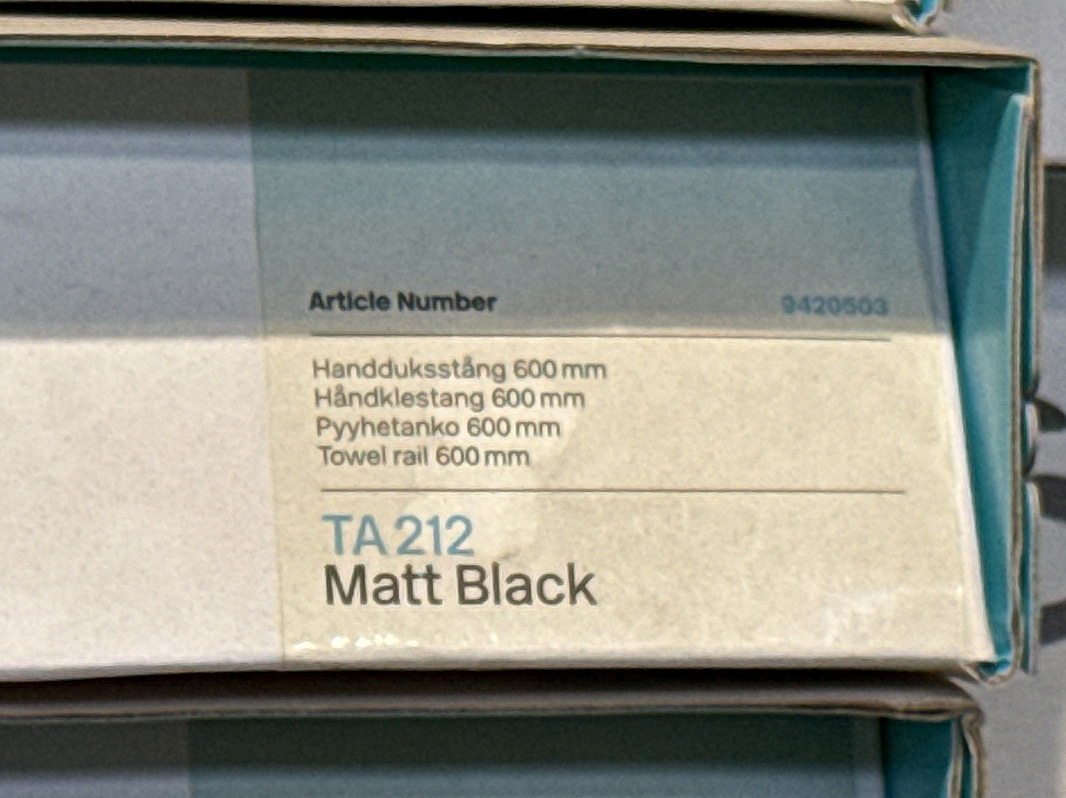 Article Number 9420503
Handduksstång 600 mm
Håndklestang 600 mm
Pyyhetanko 600 mm
Towel rail 600 mm
TA 212
Matt Black